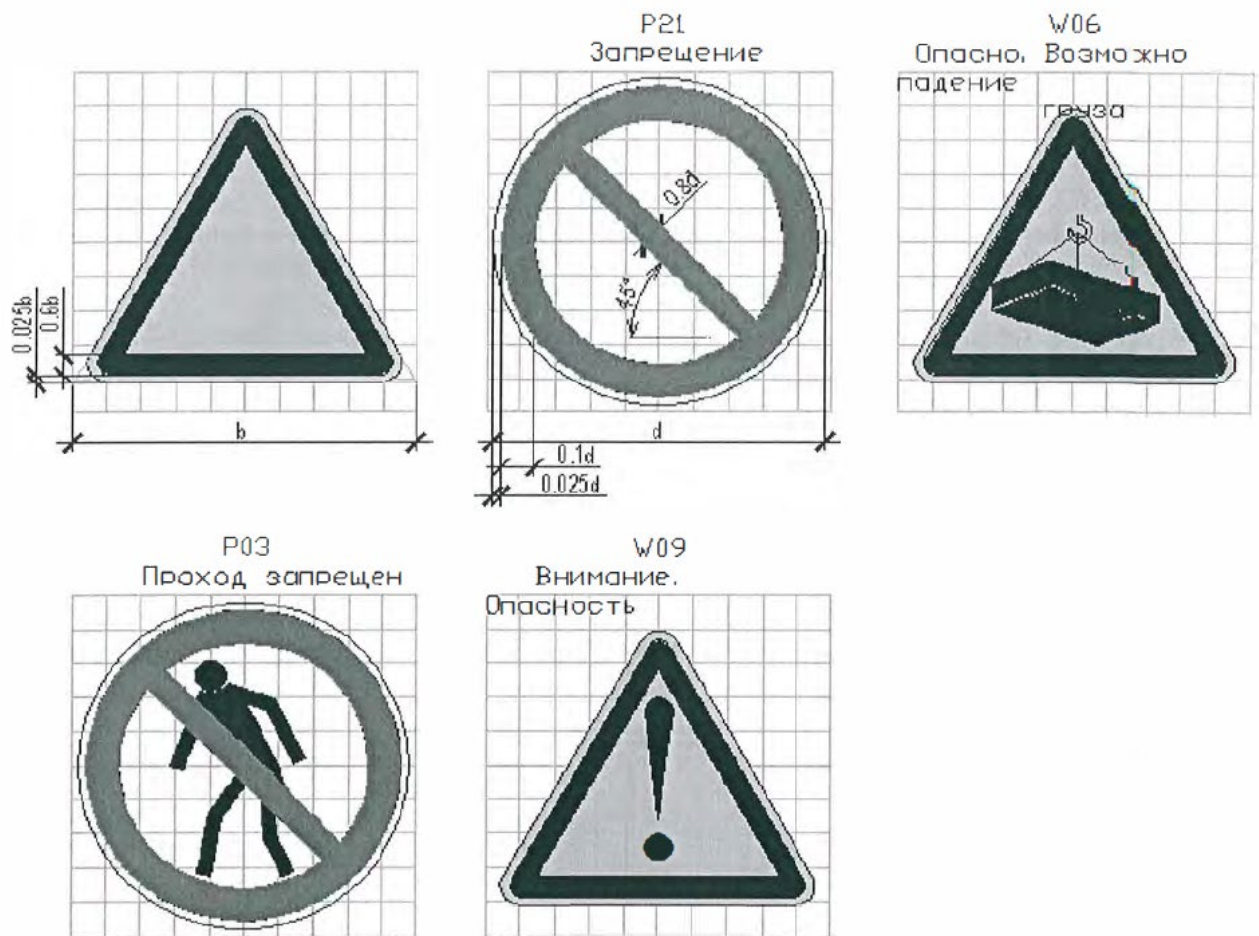 P21
Запрещение
W06
Опасно. Возможно
падение
груза
0.025b
0.6b
b
0.8d
45°
d
0.1d
0.025d
P03
Проход запрещен
W09
Внимание.
Опасность